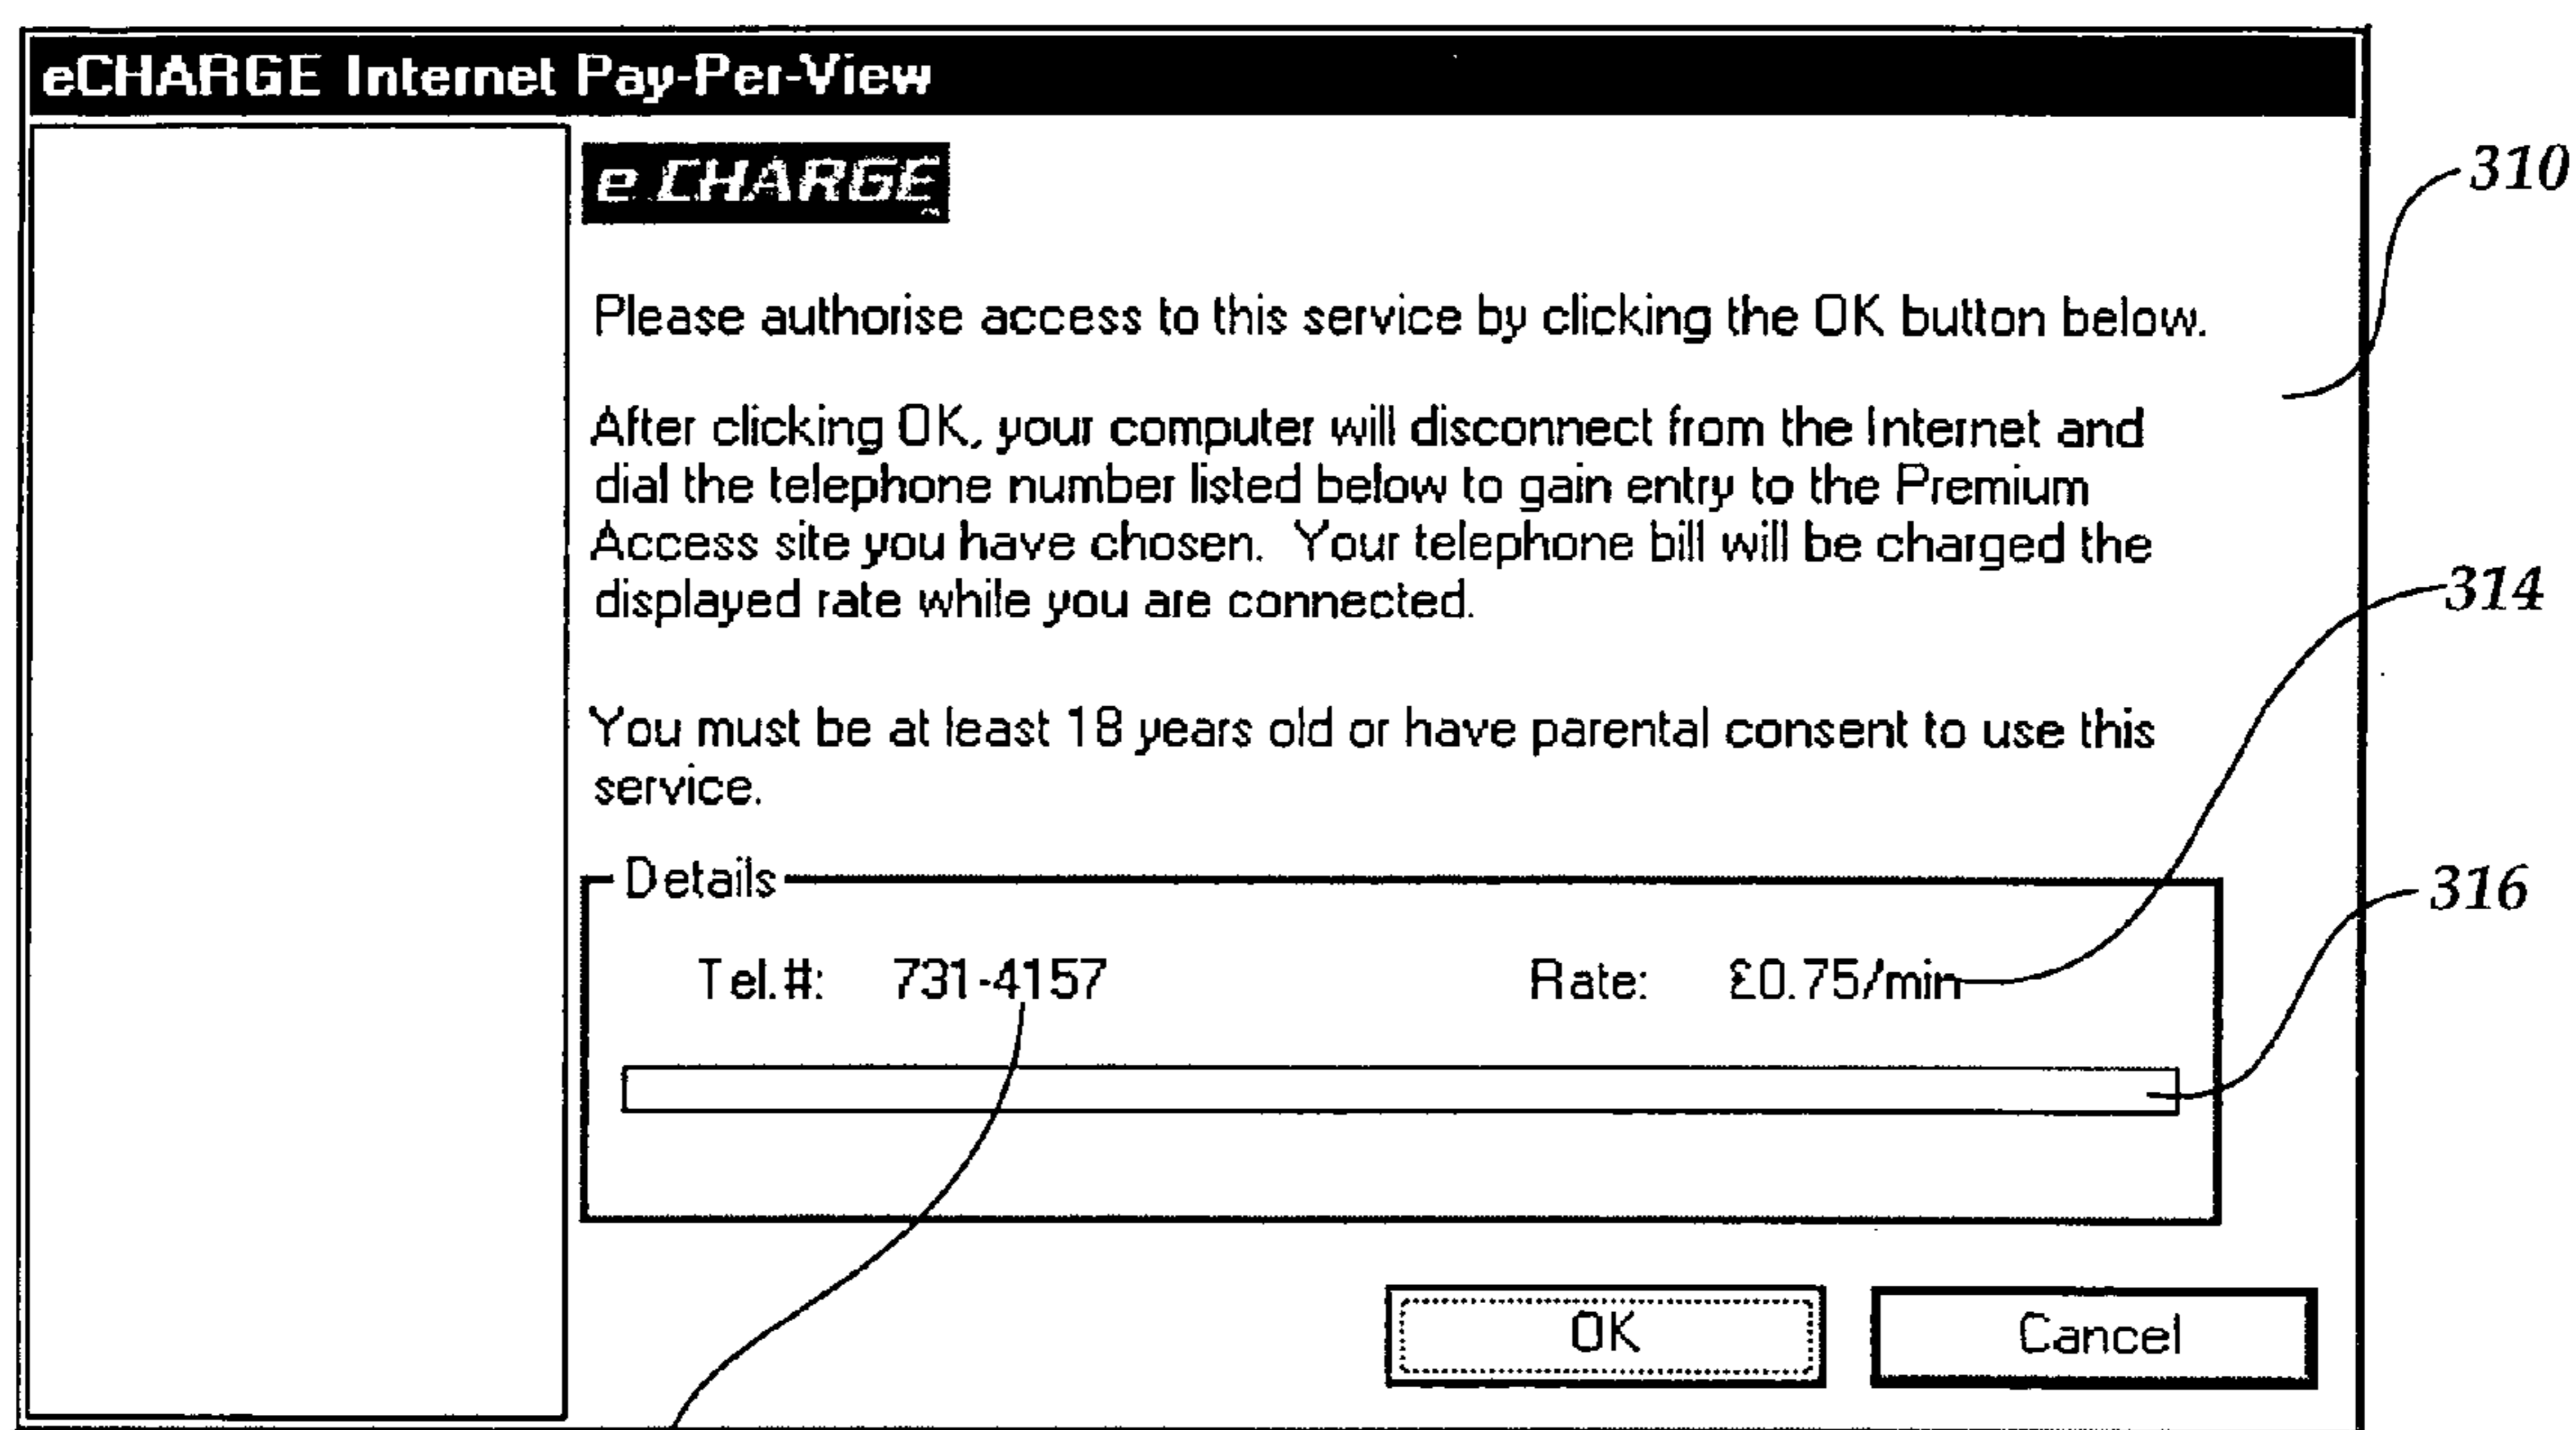 eCHARGE Internet Pay-Per-View
e CHARGE
310
Please authorise access to this service by clicking the OK button below.
After clicking OK, your computer will disconnect from the Internet and
dial the telephone number listed below to gain entry to the Premium
Access site you have chosen. Your telephone bill will be charged the
displayed rate while you are connected.
314
You must be at least 18 years old or have parental consent to use this
service.
Details
316
Tel.#: 731-4157 Rate: £0.75/min
OK Cancel